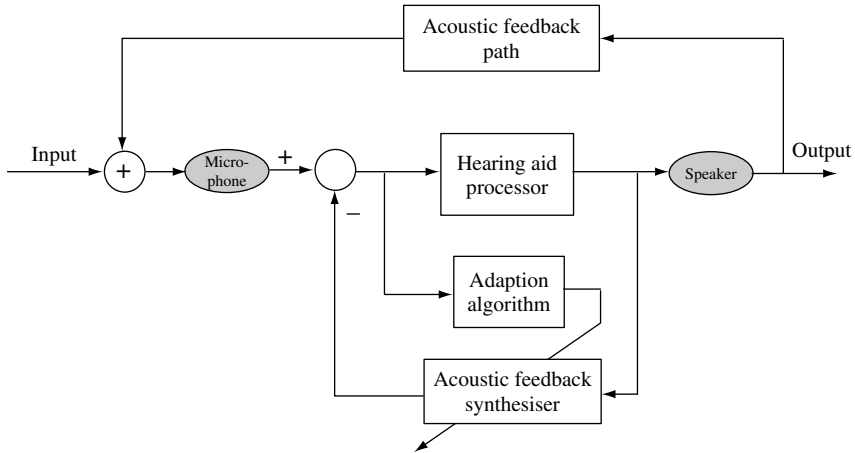 Acoustic feedback
path
Input
+
Micro-
phone
+
−
Hearing aid
processor
Speaker
Output
Adaption
algorithm
Acoustic feedback
synthesiser